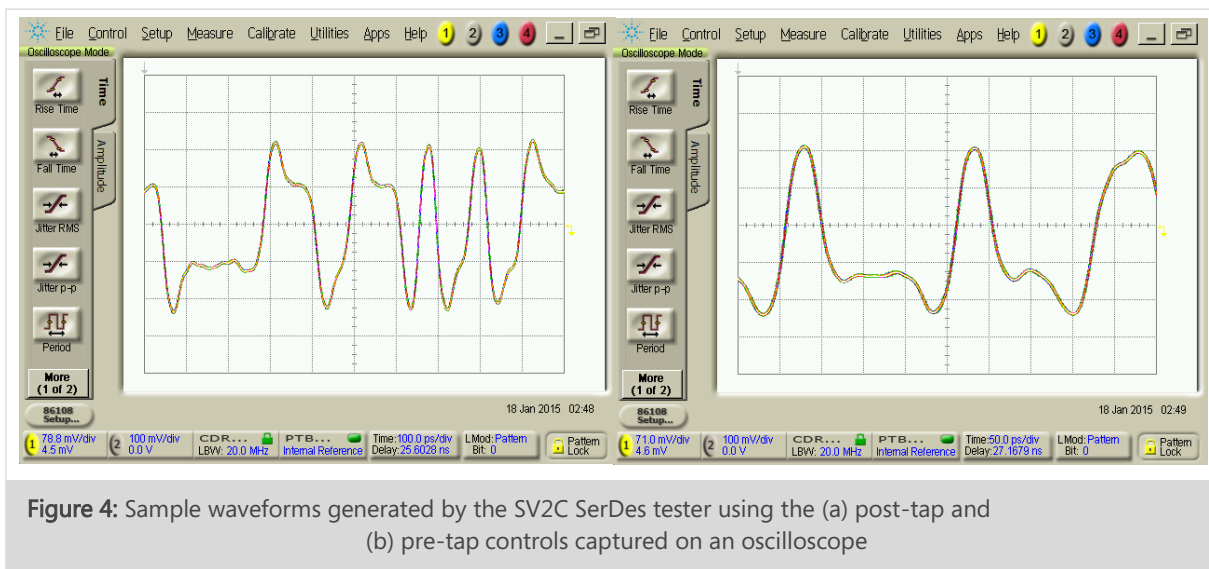 File Control Setup Measure Calibrate Utilities Apps Help 1 2 3 4
Oscilloscope Mode
Time
Rise Time
Amplitude
Fall Time
Jitter RMS
Jitter p-p
Period
More
(1 of 2)
86108
Setup...
18 Jan 2015 02:48
1 78.8 mV/div 2 100 mV/div CDR... PTB... Time:100.0 ps/div LMod:Pattern Pattern
4.5 mV 0.0 V LBW: 20.0 MHz Internal Reference Delay:25.6028 ns Bit: 0 Lock
File Control Setup Measure Calibrate Utilities Apps Help 1 2 3 4
Oscilloscope Mode
Time
Rise Time
Amplitude
Fall Time
Jitter RMS
Jitter p-p
Period
More
(1 of 2)
86108
Setup...
18 Jan 2015 02:49
1 71.0 mV/div 2 100 mV/div CDR... PTB... Time:50.0 ps/div LMod:Pattern Pattern
4.6 mV 0.0 V LBW: 20.0 MHz Internal Reference Delay:27.1679 ns Bit: 0 Lock
Figure 4: Sample waveforms generated by the SV2C SerDes tester using the (a) post-tap and
(b) pre-tap controls captured on an oscilloscope